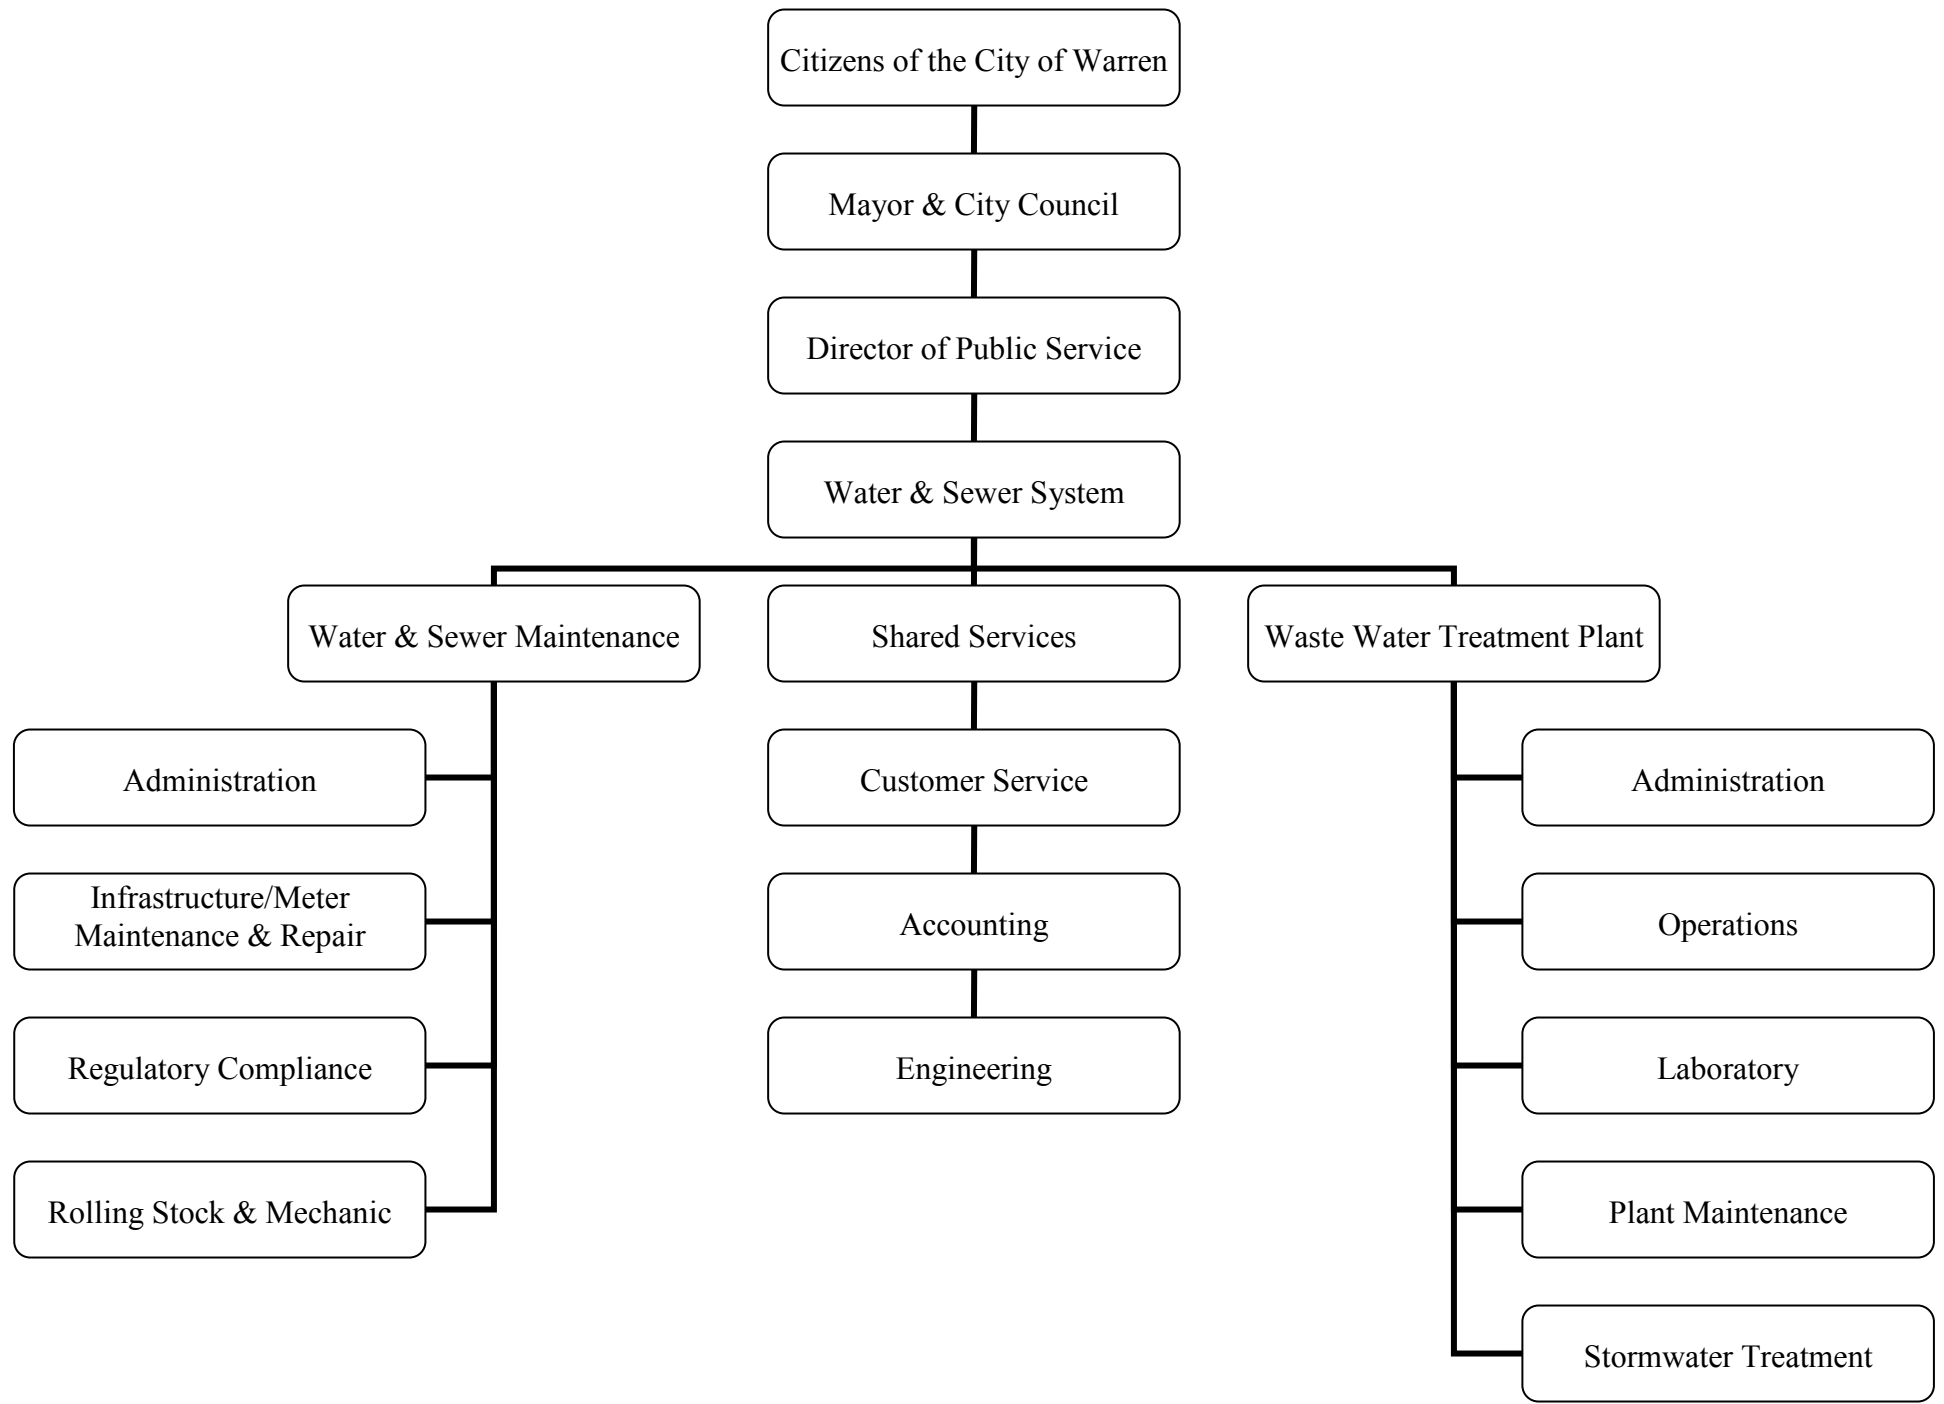 Citizens of the City of Warren
Mayor & City Council
Director of Public Service
Water & Sewer System
Water & Sewer Maintenance
Shared Services
Waste Water Treatment Plant
Administration
Customer Service
Administration
Infrastructure/Meter
Maintenance & Repair
Accounting
Operations
Regulatory Compliance
Engineering
Laboratory
Rolling Stock & Mechanic
Plant Maintenance
Stormwater Treatment